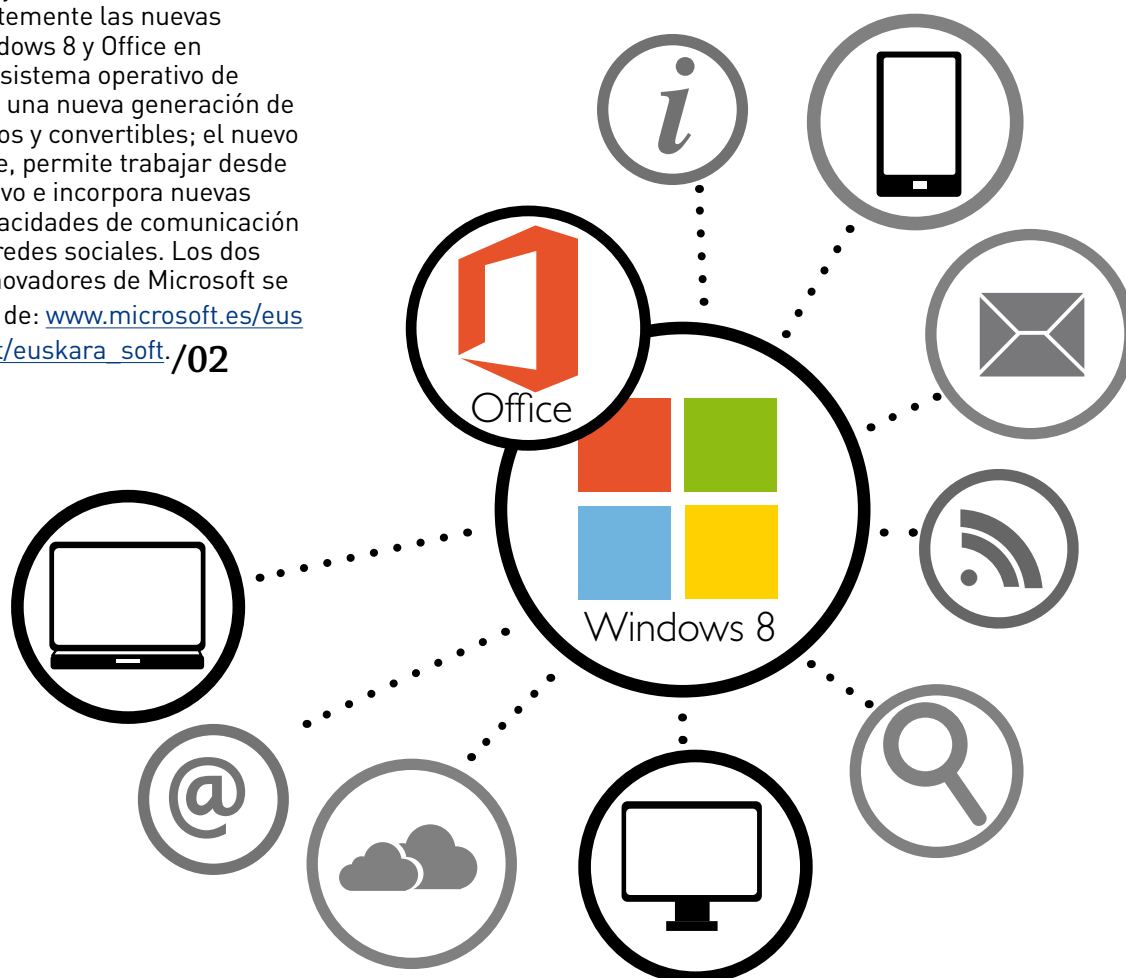 temente las nuevas
dows 8 y Office en
sistema operativo de
una nueva generación de
os y convertibles; el nuevo
e, permite trabajar desde
vo e incorpora nuevas
acidades de comunicación
redes sociales. Los dos
novadores de Microsoft se
de: www.microsoft.es/eus
t/euskara_soft./02
i
Office
Windows 8
@